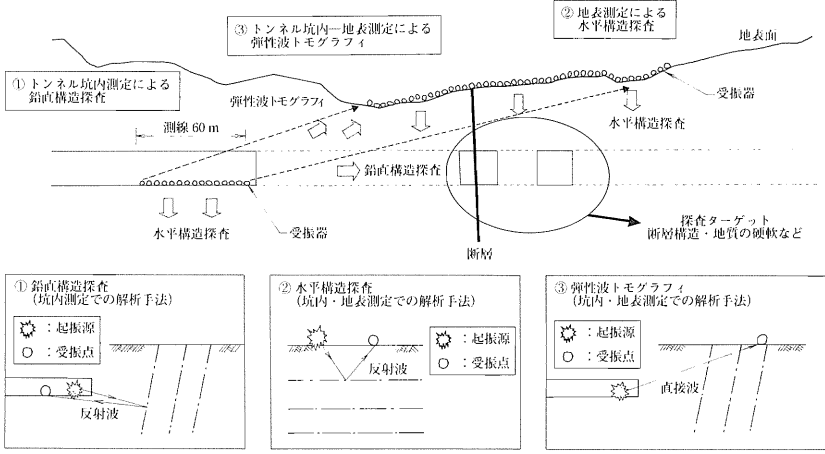 ③ トンネル坑内―地表測定による
弾性波トモグラフィ
② 地表測定による
水平構造探査
地表面
① トンネル坑内測定による
鉛直構造探査
弾性波トモグラフィ
受振器
測線 60 m
水平構造探査
鉛直構造探査
水平構造探査
受振器
断層
探査ターゲット
断層構造・地質の硬軟など
① 鉛直構造探査
(坑内測定での解析手法)
:起振源
:受振点
反射波
② 水平構造探査
(坑内・地表測定での解析手法)
:起振源
:受振点
反射波
③ 弾性波トモグラフィ
(坑内・地表測定での解析手法)
:起振源
:受振点
直接波